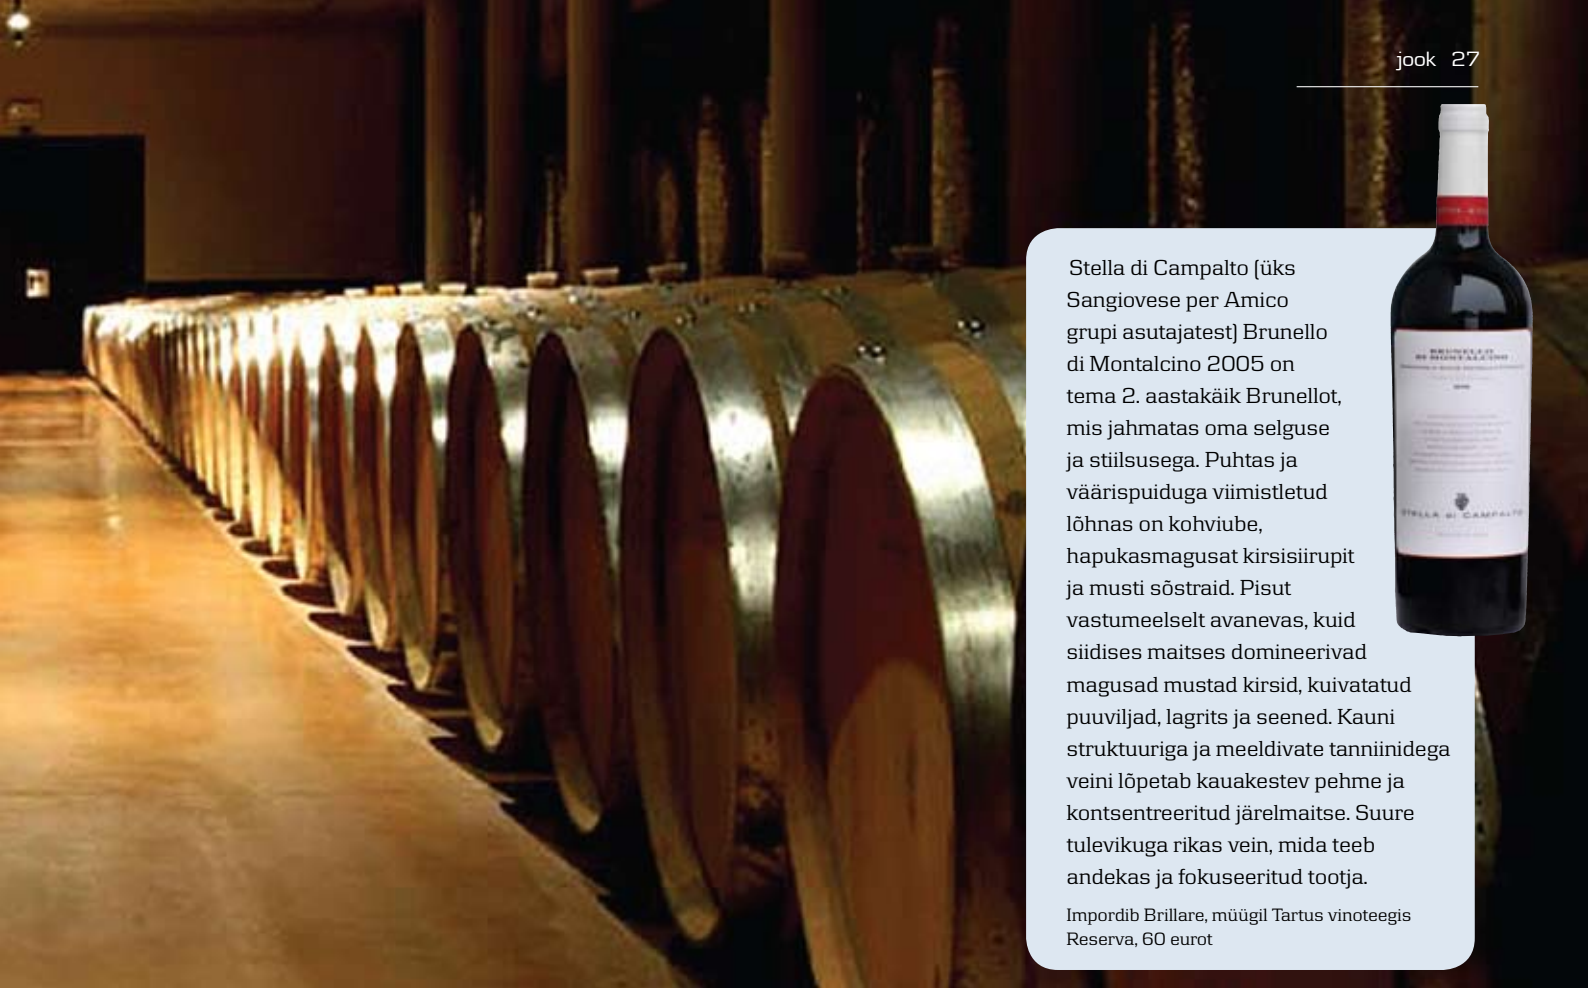 jook 27
Stella di Campalto (üks
Sangiovese per Amico
grupi asutajatest) Brunello
di Montalcino 2005 on
tema 2. aastakäik Brunellot,
mis jahmatas oma selguse
ja stiilsusega. Puhtas ja
väärispuiduga viimistletud
lõhnas on kohviube,
hapukasmagusat kirsisiirupit
ja musti sõstraid. Pisut
vastumeelselt avanevas, kuid
siidises maitses domineerivad
magusad mustad kirsid, kuivatatud
puuviljad, lagrits ja seened. Kauni
struktuuriga ja meeldivate tanniinidega
veini lõpetab kauakestev pehme ja
kontsentreeritud järelmaitse. Suure
tulevikuga rikas vein, mida teeb
andekas ja fokuseeritud tootja.
Impordib Brillare, müügil Tartus vinoteegis
Reserva, 60 eurot
BRUNELLO
DI MONTALCINO
STELLA di CAMPALTO